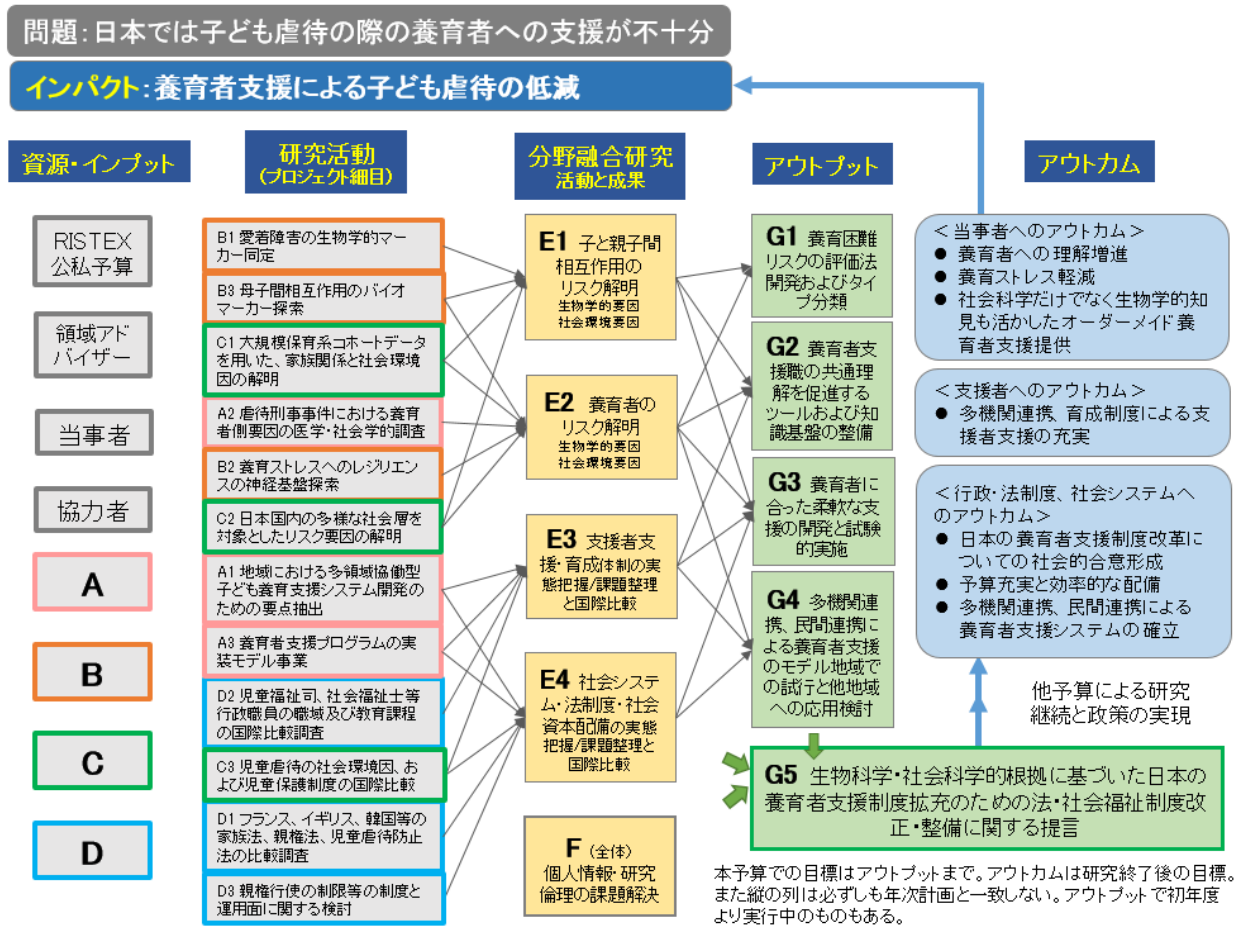 問題：日本では子ども虐待の際の養育者への支援が不十分
インパクト：養育者支援による子ども虐待の低減
資源・インプット
RISTEX
公私予算
領域アド
バイザー
当事者
協力者
A
B
C
D
研究活動
(プロジェクト細目)
B1 愛着障害の生物学的マー
カー同定
B3 母子間相互作用のバイオ
マーカー探索
C1 大規模保育系コホートデータ
を用いた、家族関係と社会環境
因の解明
A2 虐待刑事事件における養育
者側要因の医学・社会学的調査
B2 養育ストレスへのレジリエン
スの神経基盤探索
C2 日本国内の多様な社会層を
対象としたリスク要因の解明
A1 地域における多領域協働型
子ども養育支援システム開発の
ための要点抽出
A3 養育者支援プログラムの実
装モデル事業
D2 児童福祉司、社会福祉士等
行政職員の職域及び教育課程
の国際比較調査
C3 児童虐待の社会環境因、お
よび児童保護制度の国際比較
D1 フランス、イギリス、韓国等の
家族法、親権法、児童虐待防止
法の比較調査
D3 親権行使の制限等の制度と
運用面に関する検討
分野融合研究
活動と成果
E1 子と親子間
相互作用の
リスク解明
生物学的要因
社会環境要因
E2 養育者の
リスク解明
生物学的要因
社会環境要因
E3 支援者支
援・育成体制の実
態把握/課題整理
と国際比較
E4 社会システ
ム・法制度・社会
資本配備の実態
把握/課題整理と
国際比較
F (全体)
個人情報・研究
倫理の課題解決
アウトプット
G1 養育困難
リスクの評価法
開発およびタイ
プ分類
G2 養育者支
援職の共通理
解を促進する
ツールおよび知
識基盤の整備
G3 養育者に
合った柔軟な支
援の開発と試験
的実施
G4 多機関連
携、民間連携に
よる養育者支援
のモデル地域で
の試行と他地域
への応用検討
G5 生物科学・社会科学的根拠に基づいた日本の
養育者支援制度拡充のための法・社会福祉制度改
正・整備に関する提言
アウトカム
＜当事者へのアウトカム＞
● 養育者への理解増進
● 養育ストレス軽減
● 社会科学だけでなく生物学的知
見も活かしたオーダーメイド養
育者支援提供
＜支援者へのアウトカム＞
● 多機関連携、育成制度による支
援者支援の充実
＜行政・法制度、社会システムへ
のアウトカム＞
● 日本の養育者支援制度改革に
ついての社会的合意形成
● 予算充実と効率的な配備
● 多機関連携、民間連携による
養育者支援システムの確立
他予算による研究
継続と政策の実現
本予算での目標はアウトプットまで。アウトカムは研究終了後の目標。
また縦の列は必ずしも年次計画と一致しない。アウトプットで初年度
より実行中のものもある。